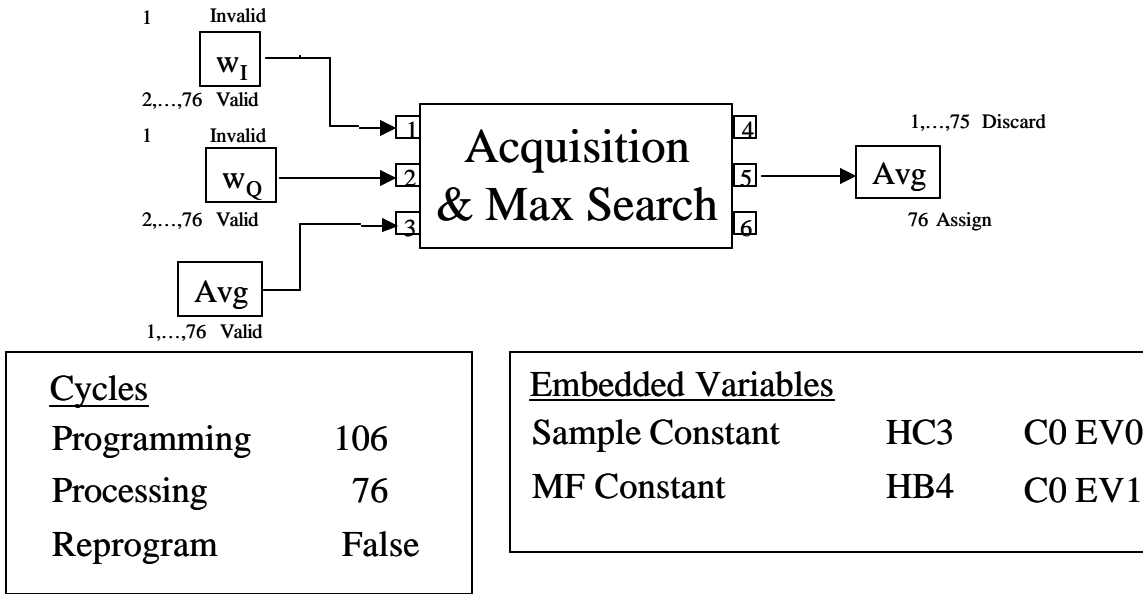 1 Invalid
w_I
2,…,76 Valid
1 Invalid
w_Q
2,…,76 Valid
Avg
1,…,76 Valid
1
2
3
Acquisition
& Max Search
4
5
6
1,…,75 Discard
Avg
76 Assign
Cycles
Programming 106
Processing 76
Reprogram False
Embedded Variables
Sample Constant HC3 C0 EV0
MF Constant HB4 C0 EV1